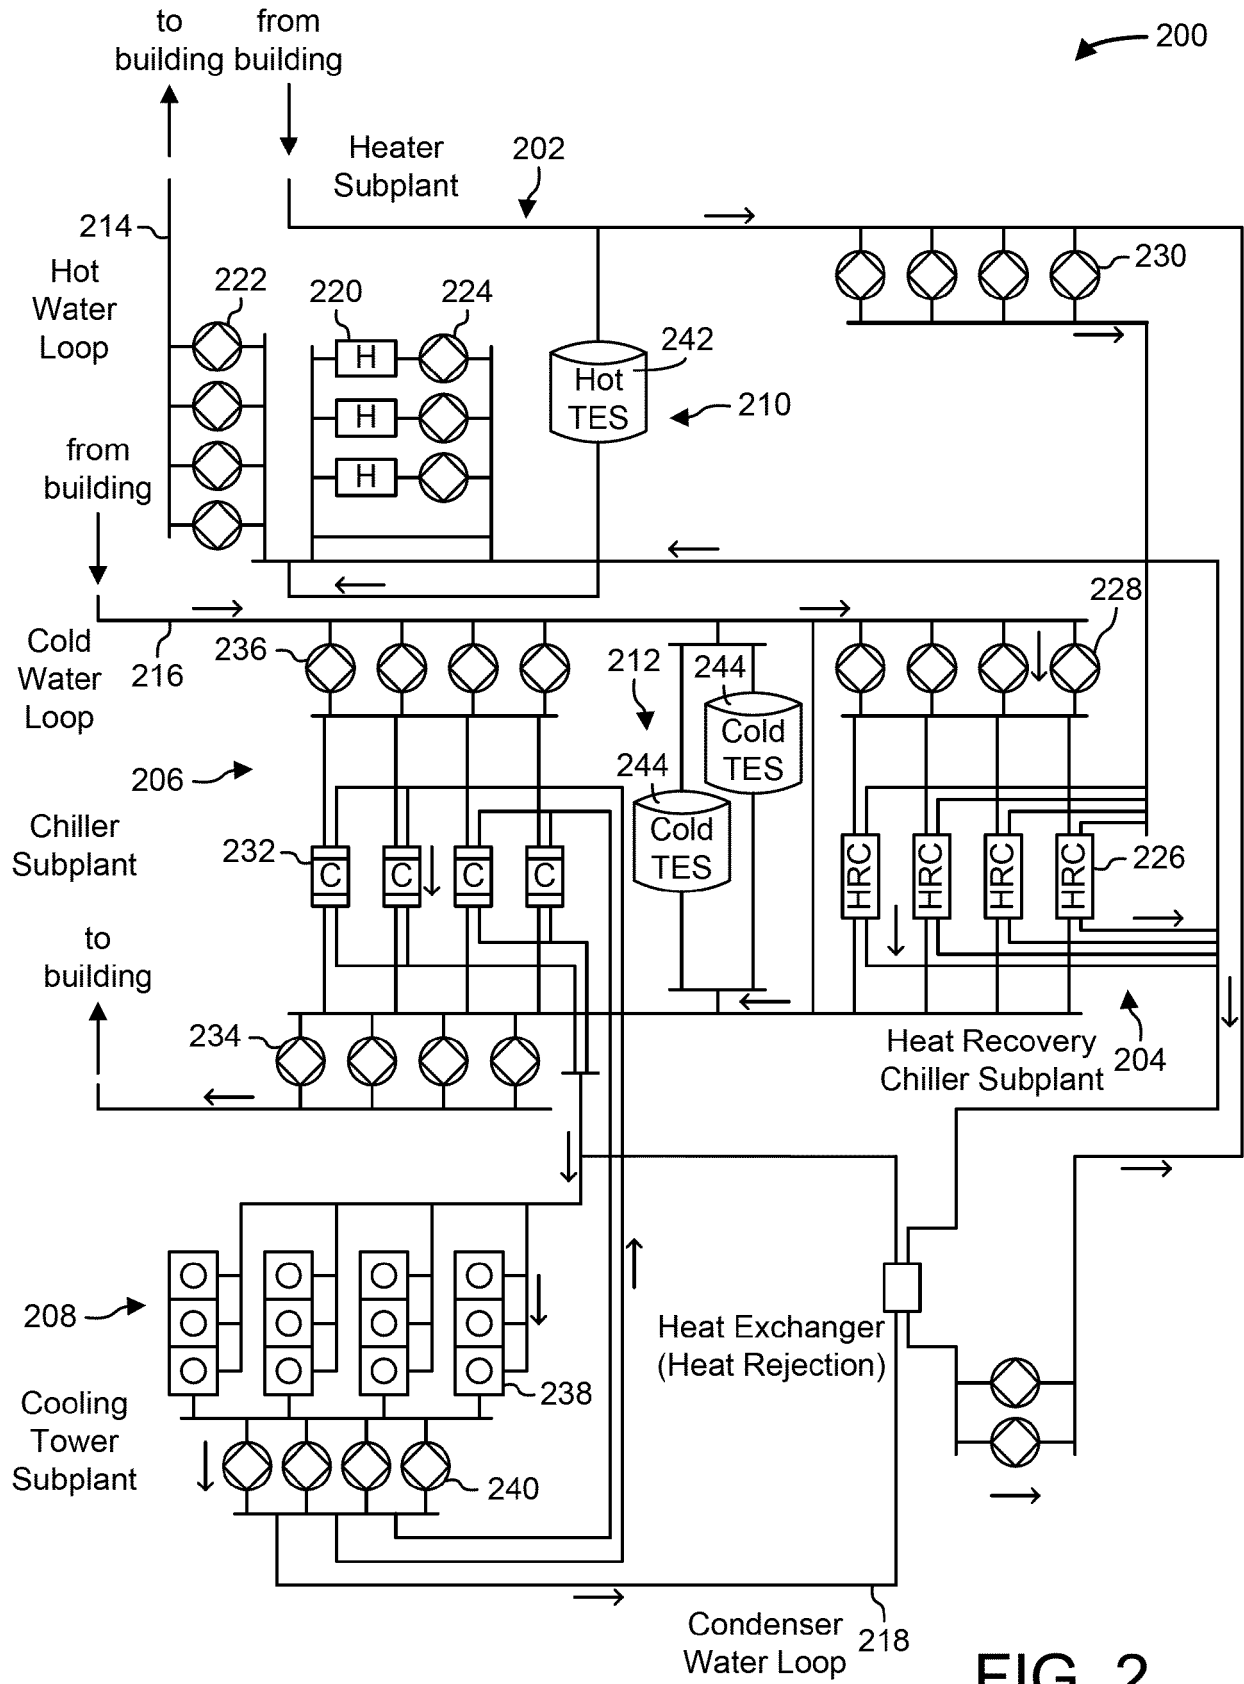 to
building
from
building
200
Heater
Subplant
202
214
Hot
Water
Loop
222
220
224
230
H
H
H
Hot
TES
242
210
from
building
228
Cold
Water
Loop
216
236
212
244
Cold
TES
244
Cold
TES
206
Chiller
Subplant
232
C
C
C
C
HRC
HRC
HRC
HRC
226
to
building
234
Heat Recovery
Chiller Subplant
204
208
Cooling
Tower
Subplant
238
240
Heat Exchanger
(Heat Rejection)
Condenser
Water Loop
218
FIG. 2